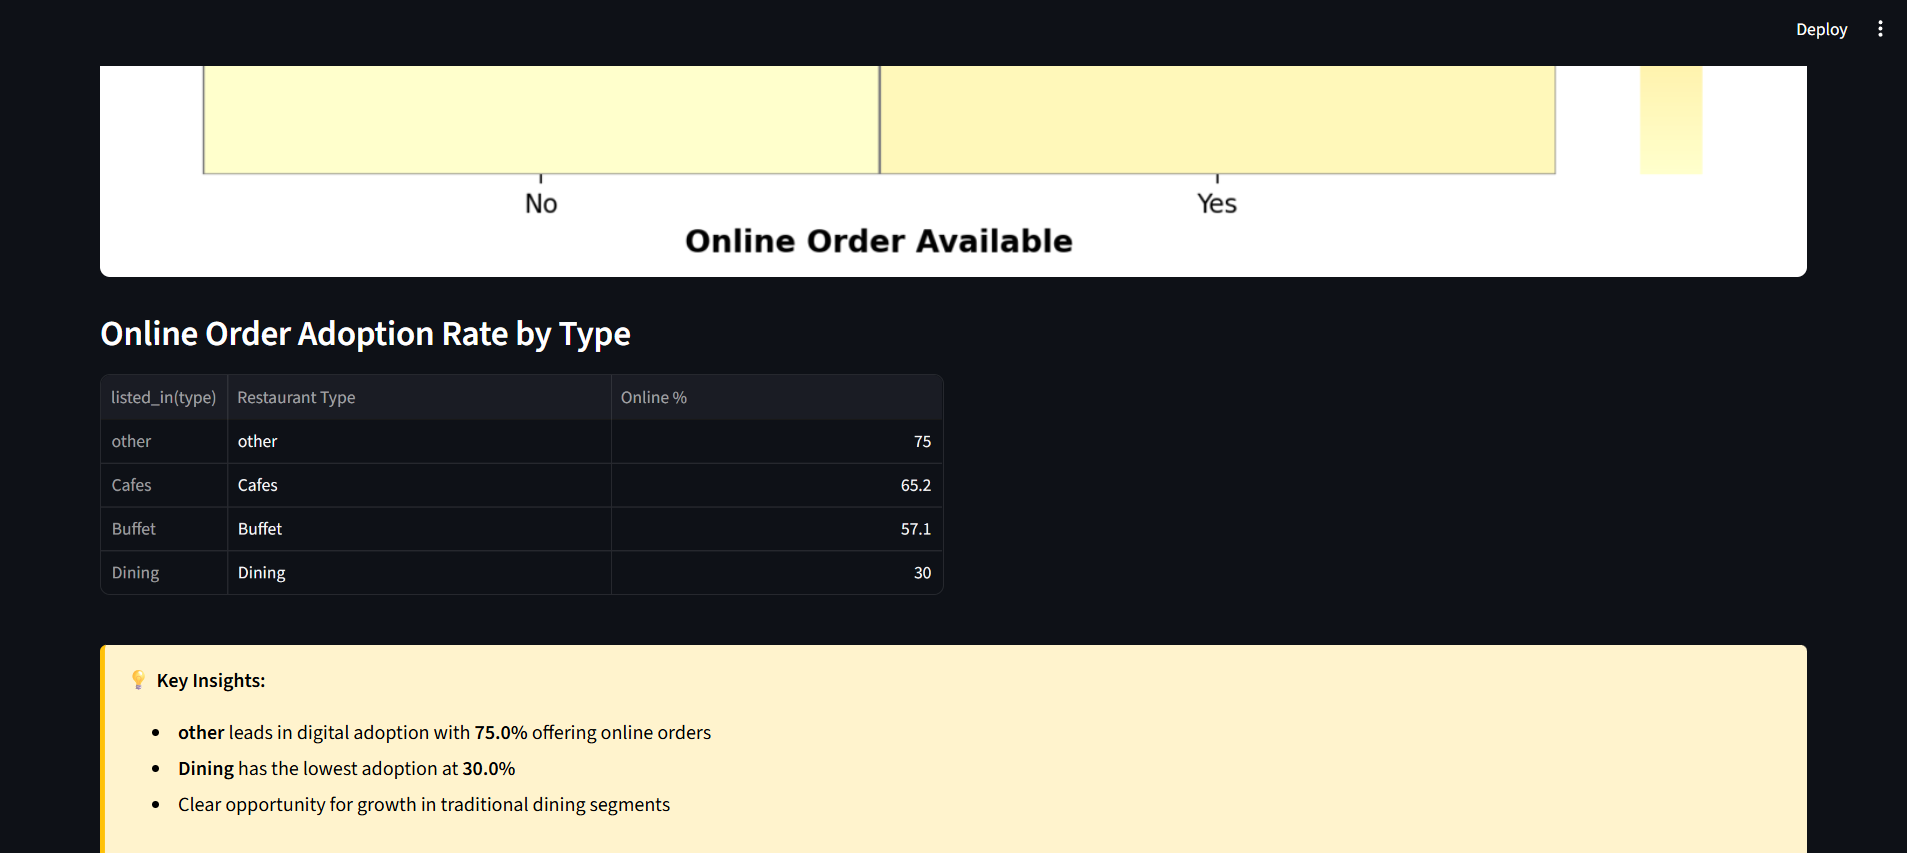 Deploy
No Yes
Online Order Available
Online Order Adoption Rate by Type
listed_in(type) Restaurant Type Online %
other other 75
Cafes Cafes 65.2
Buffet Buffet 57.1
Dining Dining 30
💡 Key Insights:
• other leads in digital adoption with 75.0% offering online orders
• Dining has the lowest adoption at 30.0%
• Clear opportunity for growth in traditional dining segments